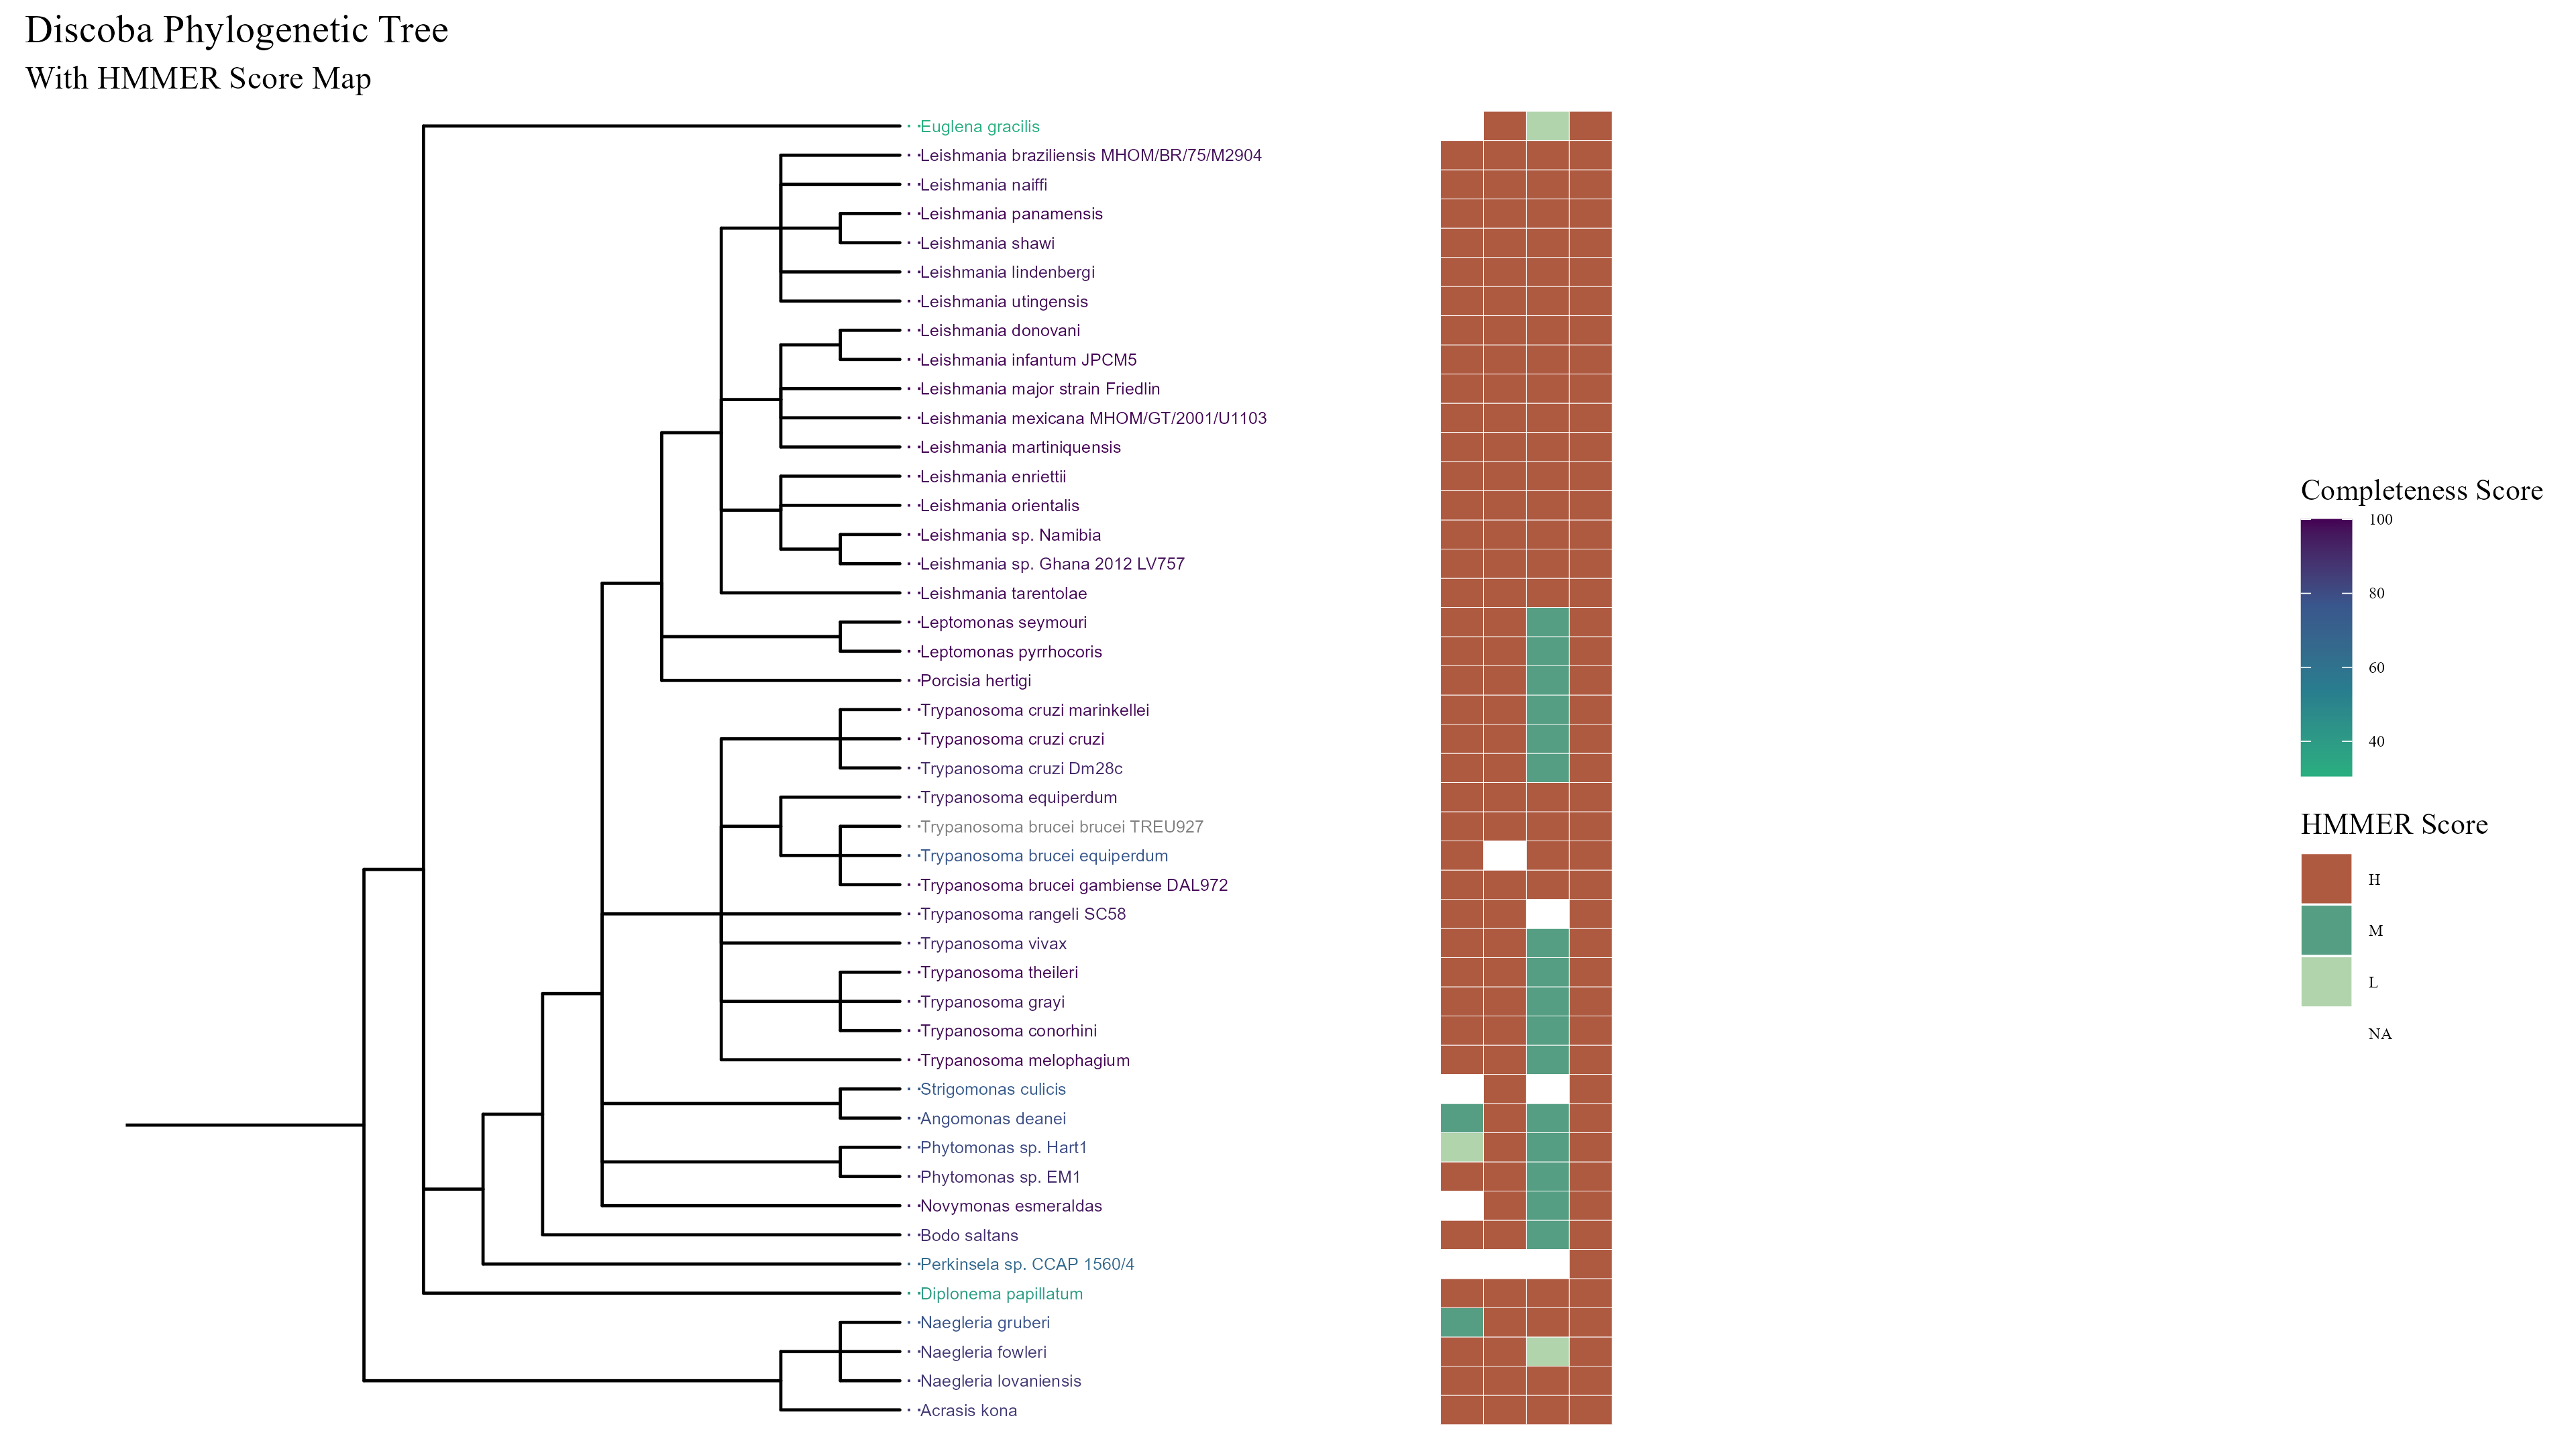 Discoba Phylogenetic Tree
With HMMER Score Map
Euglena gracilis
Leishmania braziliensis MHOM/BR/75/M2904
Leishmania naiffi
Leishmania panamensis
Leishmania shawi
Leishmania lindenbergi
Leishmania utingensis
Leishmania donovani
Leishmania infantum JPCM5
Leishmania major strain Friedlin
Leishmania mexicana MHOM/GT/2001/U1103
Leishmania martiniquensis
Leishmania enriettii
Leishmania orientalis
Leishmania sp. Namibia
Leishmania sp. Ghana 2012 LV757
Leishmania tarentolae
Leptomonas seymouri
Leptomonas pyrrhocoris
Porcisia hertigi
Trypanosoma cruzi marinkellei
Trypanosoma cruzi cruzi
Trypanosoma cruzi Dm28c
Trypanosoma equiperdum
Trypanosoma brucei brucei TREU927
Trypanosoma brucei equiperdum
Trypanosoma brucei gambiense DAL972
Trypanosoma rangeli SC58
Trypanosoma vivax
Trypanosoma theileri
Trypanosoma grayi
Trypanosoma conorhini
Trypanosoma melophagium
Strigomonas culicis
Angomonas deanei
Phytomonas sp. Hart1
Phytomonas sp. EM1
Novymonas esmeraldas
Bodo saltans
Perkinsela sp. CCAP 1560/4
Diplonema papillatum
Naegleria gruberi
Naegleria fowleri
Naegleria lovaniensis
Acrasis kona
Completeness Score
100
80
60
40
HMMER Score
H
M
L
NA